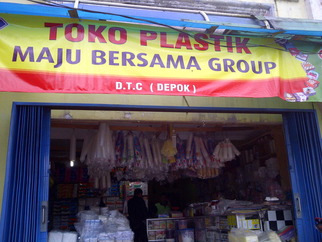 TOKO PLASTIK
MAJU BERSAMA GROUP
D.T.C ( DEPOK )